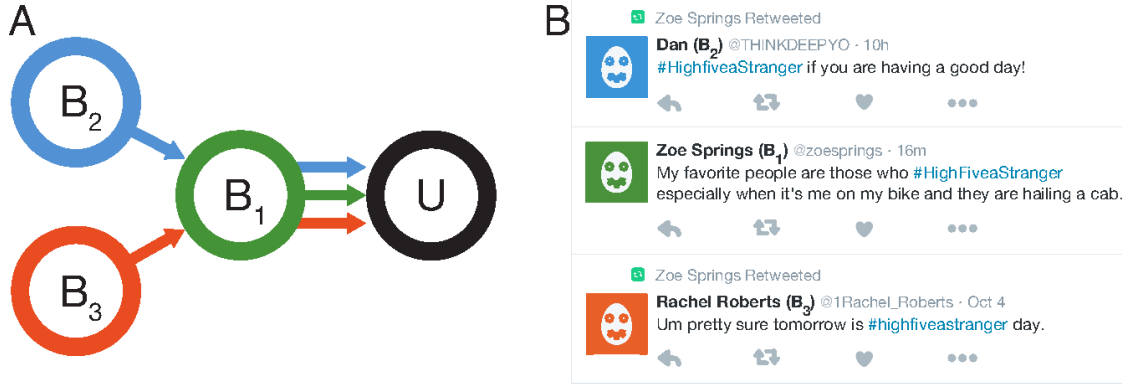 A
B₂
B₁
U
B₃
B
Zoe Springs Retweeted
Dan (B₂) @THINKDEEPYO · 10h
#HighfiveaStranger if you are having a good day!
Zoe Springs (B₁) @zoesprings · 16m
My favorite people are those who #HighFiveaStranger
especially when it's me on my bike and they are hailing a cab.
Zoe Springs Retweeted
Rachel Roberts (B₃) @1Rachel_Roberts · Oct 4
Um pretty sure tomorrow is #highfiveastranger day.